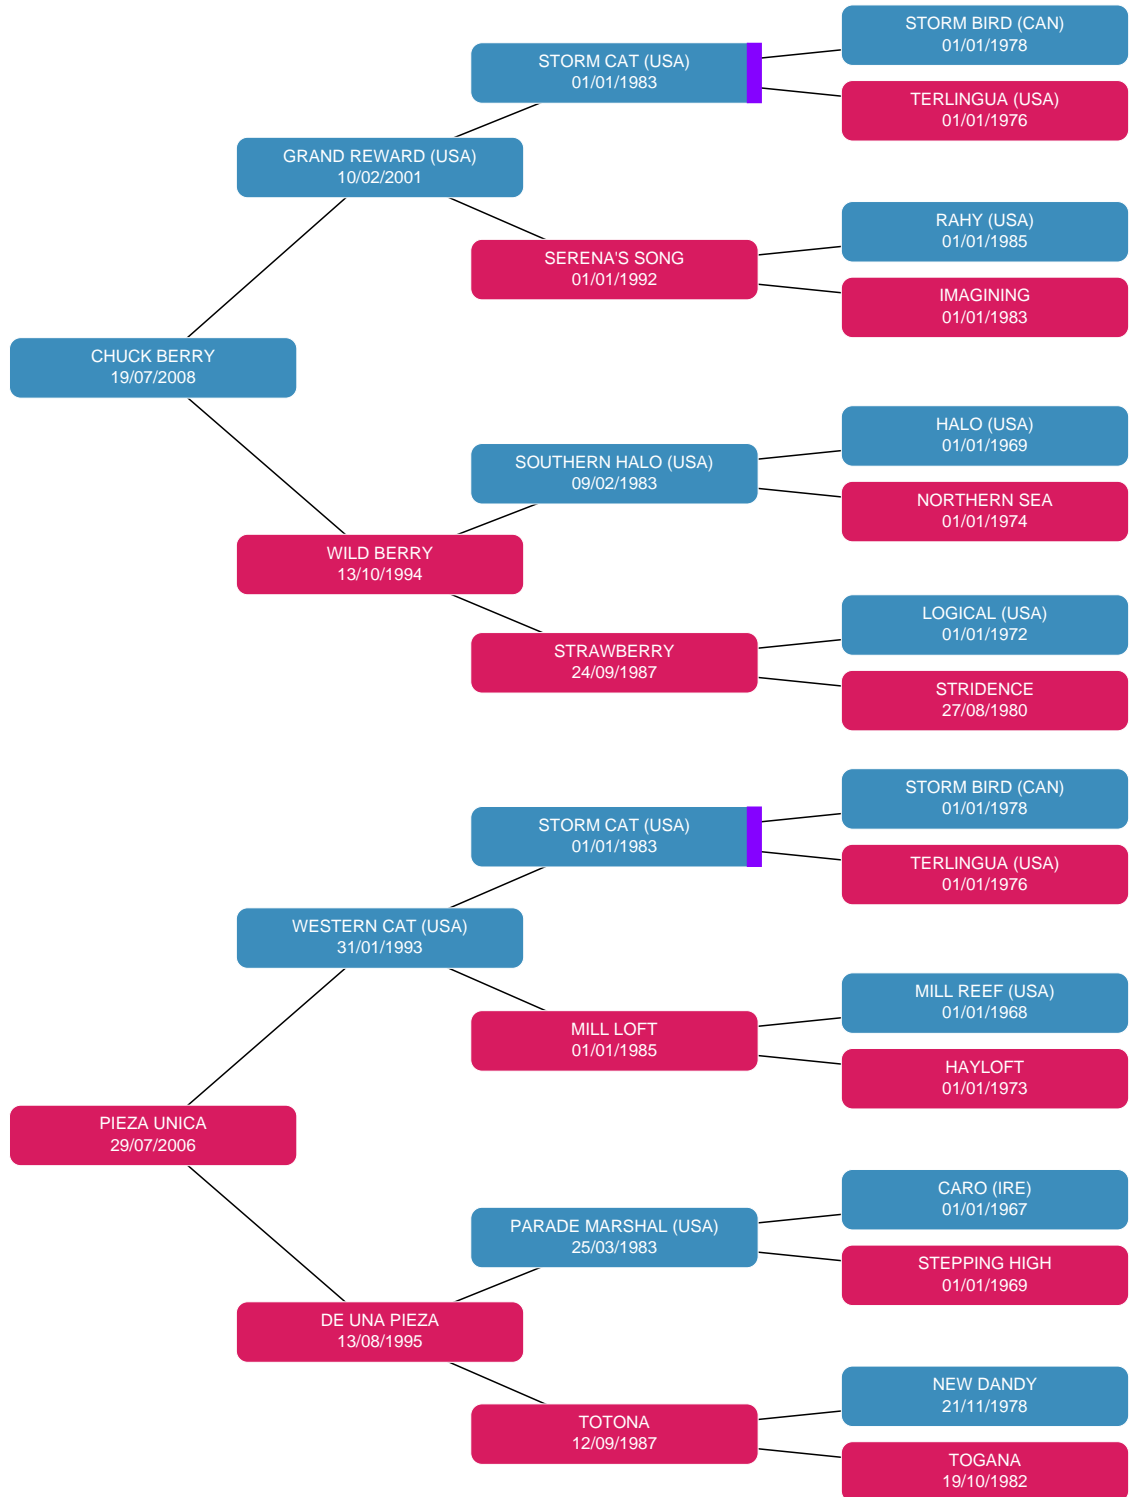 STORM BIRD (CAN)
01/01/1978
STORM CAT (USA)
01/01/1983
TERLINGUA (USA)
01/01/1976
GRAND REWARD (USA)
10/02/2001
RAHY (USA)
01/01/1985
SERENA'S SONG
01/01/1992
IMAGINING
01/01/1983
CHUCK BERRY
19/07/2008
HALO (USA)
01/01/1969
SOUTHERN HALO (USA)
09/02/1983
NORTHERN SEA
01/01/1974
WILD BERRY
13/10/1994
LOGICAL (USA)
01/01/1972
STRAWBERRY
24/09/1987
STRIDENCE
27/08/1980
STORM BIRD (CAN)
01/01/1978
STORM CAT (USA)
01/01/1983
TERLINGUA (USA)
01/01/1976
WESTERN CAT (USA)
31/01/1993
MILL REEF (USA)
01/01/1968
MILL LOFT
01/01/1985
HAYLOFT
01/01/1973
PIEZA UNICA
29/07/2006
CARO (IRE)
01/01/1967
PARADE MARSHAL (USA)
25/03/1983
STEPPING HIGH
01/01/1969
DE UNA PIEZA
13/08/1995
NEW DANDY
21/11/1978
TOTONA
12/09/1987
TOGANA
19/10/1982